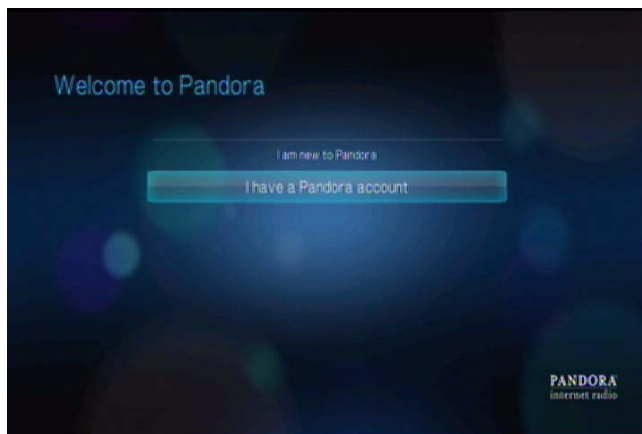 Welcome to Pandora
I am new to Pandora
I have a Pandora account
PANDORA
internet radio